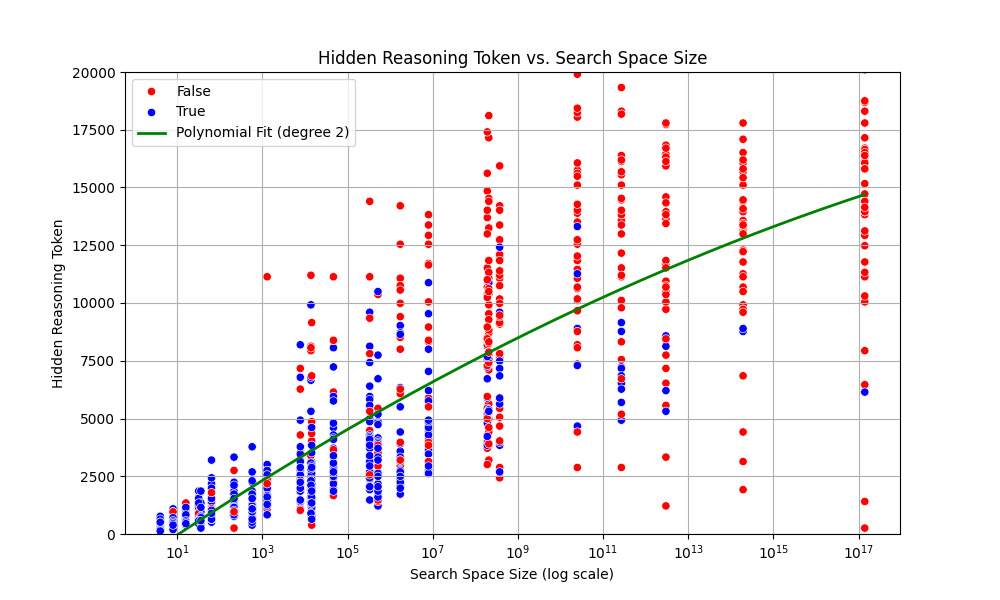 Hidden Reasoning Token vs. Search Space Size
False
True
Polynomial Fit (degree 2)
Hidden Reasoning Token
20000
17500
15000
12500
10000
7500
5000
2500
0
10¹ 10³ 10⁵ 10⁷ 10⁹ 10¹¹ 10¹³ 10¹⁵ 10¹⁷
Search Space Size (log scale)